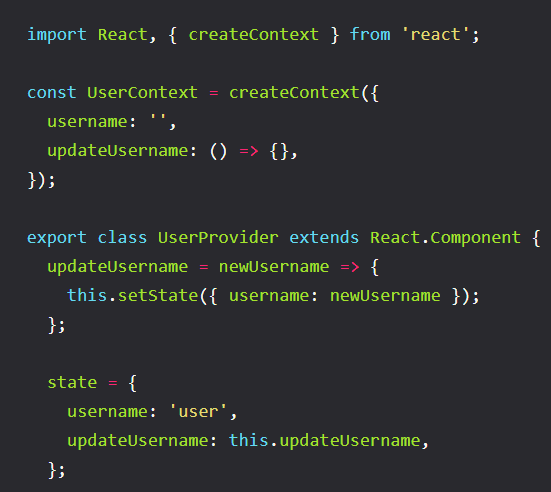 import React, { createContext } from 'react';
const UserContext = createContext({
  username: '',
  updateUsername: () => {},
});
export class UserProvider extends React.Component {
  updateUsername = newUsername => {
    this.setState({ username: newUsername });
  };
  state = {
    username: 'user',
    updateUsername: this.updateUsername,
  };